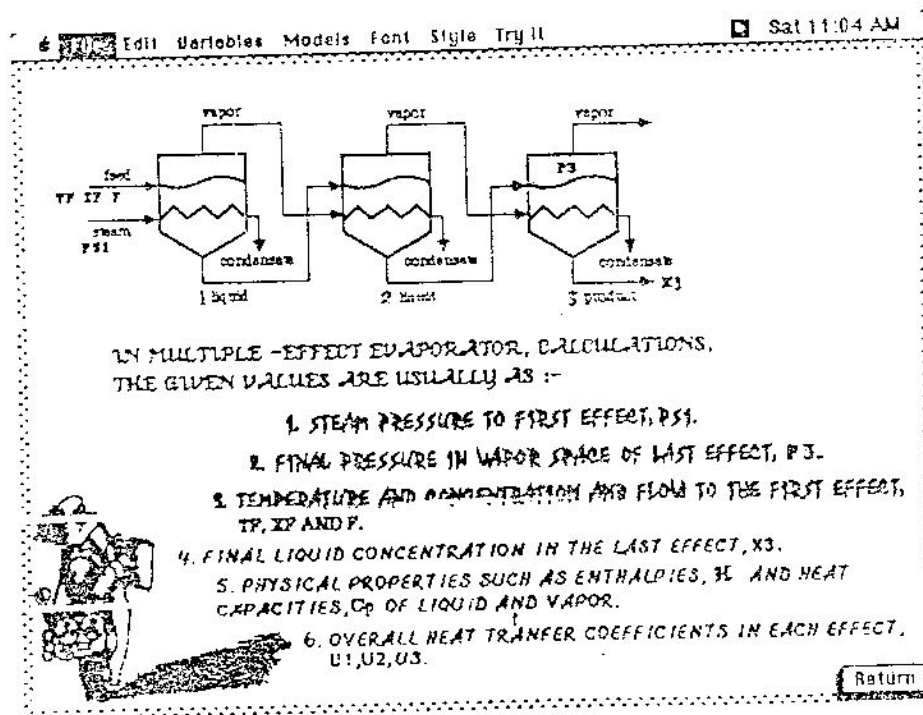 Edit Variables Models Font Style Try It Sat 11:04 AM
vapor vapor vapor
P3
feed
TF XF F
steam
PS1
condensate condensate condensate
1 liquid 2 liquid 3 product X3
IN MULTIPLE -EFFECT EVAPORATOR, CALCULATIONS,
THE GIVEN VALUES ARE USUALLY AS :-
1. STEAM PRESSURE TO FIRST EFFECT, PS1.
2. FINAL PRESSURE IN VAPOR SPACE OF LAST EFFECT, P3.
3. TEMPERATURE AND CONCENTRATION AND FLOW TO THE FIRST EFFECT,
TF, XF AND F.
4. FINAL LIQUID CONCENTRATION IN THE LAST EFFECT, X3.
5. PHYSICAL PROPERTIES SUCH AS ENTHALPIES, H AND HEAT
CAPACITIES, Cp OF LIQUID AND VAPOR.
6. OVERALL HEAT TRANFER COEFFICIENTS IN EACH EFFECT,
U1,U2,U3.
Return